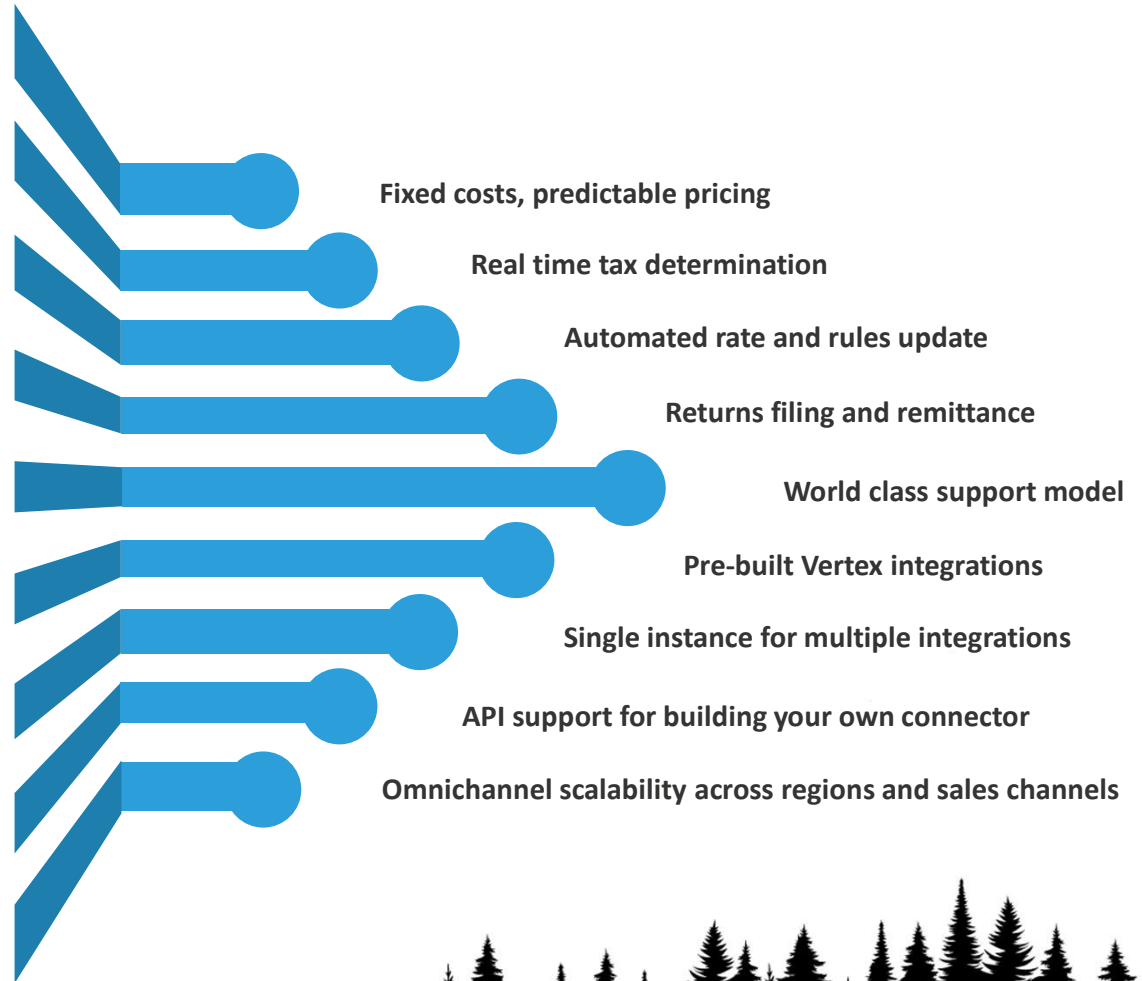 Fixed costs, predictable pricing
Real time tax determination
Automated rate and rules update
Returns filing and remittance
World class support model
Pre-built Vertex integrations
Single instance for multiple integrations
API support for building your own connector
Omnichannel scalability across regions and sales channels